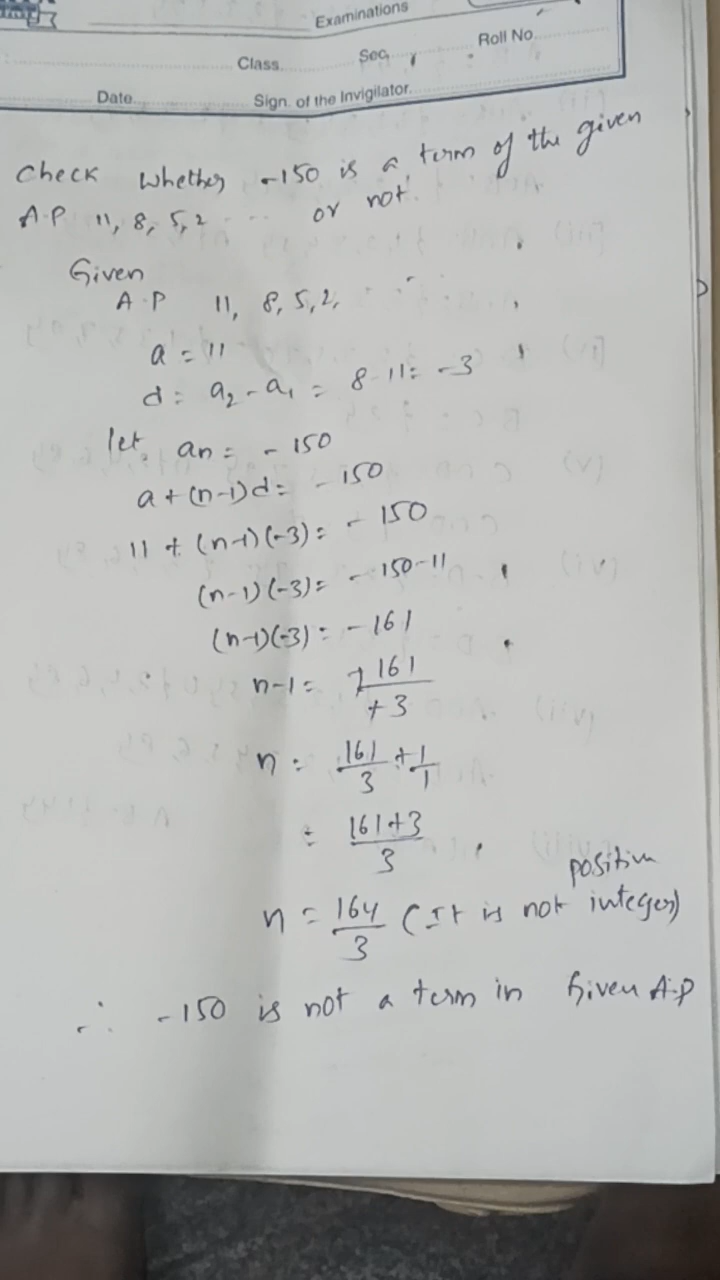 Examinations
Class Sec Roll No.
Date Sign. of the Invigilator
Check whether -150 is a term of the given
A.P 11, 8, 5, 2 ... or not.
Given
A.P 11, 8, 5, 2,
a = 11
d = a₂ - a₁ = 8-11 = -3
let, an = -150
a + (n-1)d = -150
11 + (n-1)(-3) = -150
(n-1)(-3) = -150-11
(n-1)(-3) = -161
n-1 = +161/+3
n = 161/3 + 1/1
= 161+3/3
n = 164/3 (It is not positive integer)
∴ -150 is not a term in Given A.P